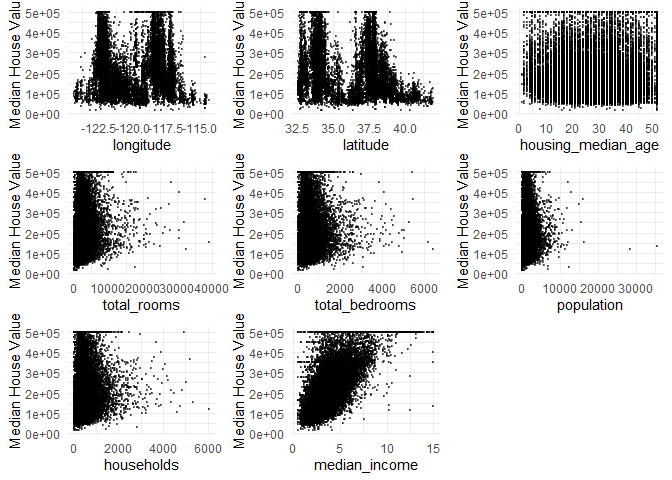 Median House Value
5e+05
4e+05
3e+05
2e+05
1e+05
0e+00
-122.5 -120.0 -117.5 -115.0
longitude
Median House Value
5e+05
4e+05
3e+05
2e+05
1e+05
0e+00
32.5 35.0 37.5 40.0
latitude
Median House Value
5e+05
4e+05
3e+05
2e+05
1e+05
0e+00
0 10 20 30 40 50
housing_median_age
Median House Value
5e+05
4e+05
3e+05
2e+05
1e+05
0e+00
0 10000 20000 30000 40000
total_rooms
Median House Value
5e+05
4e+05
3e+05
2e+05
1e+05
0e+00
0 2000 4000 6000
total_bedrooms
Median House Value
5e+05
4e+05
3e+05
2e+05
1e+05
0e+00
0 10000 20000 30000
population
Median House Value
5e+05
4e+05
3e+05
2e+05
1e+05
0e+00
0 2000 4000 6000
households
Median House Value
5e+05
4e+05
3e+05
2e+05
1e+05
0e+00
0 5 10 15
median_income